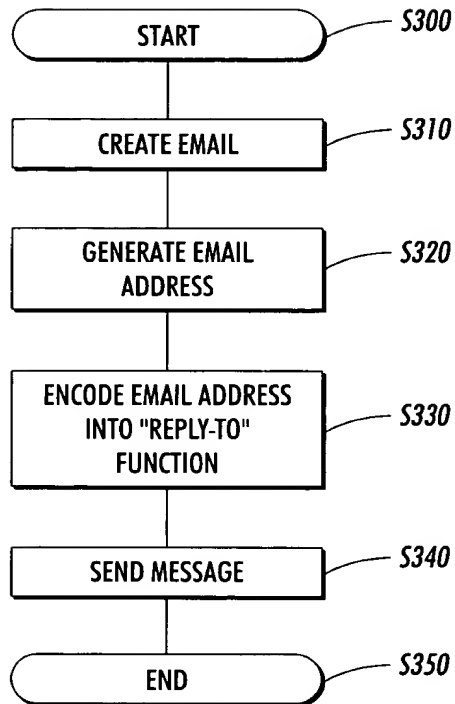 START
S300
CREATE EMAIL
S310
GENERATE EMAIL
ADDRESS
S320
ENCODE EMAIL ADDRESS
INTO "REPLY-TO"
FUNCTION
S330
SEND MESSAGE
S340
END
S350